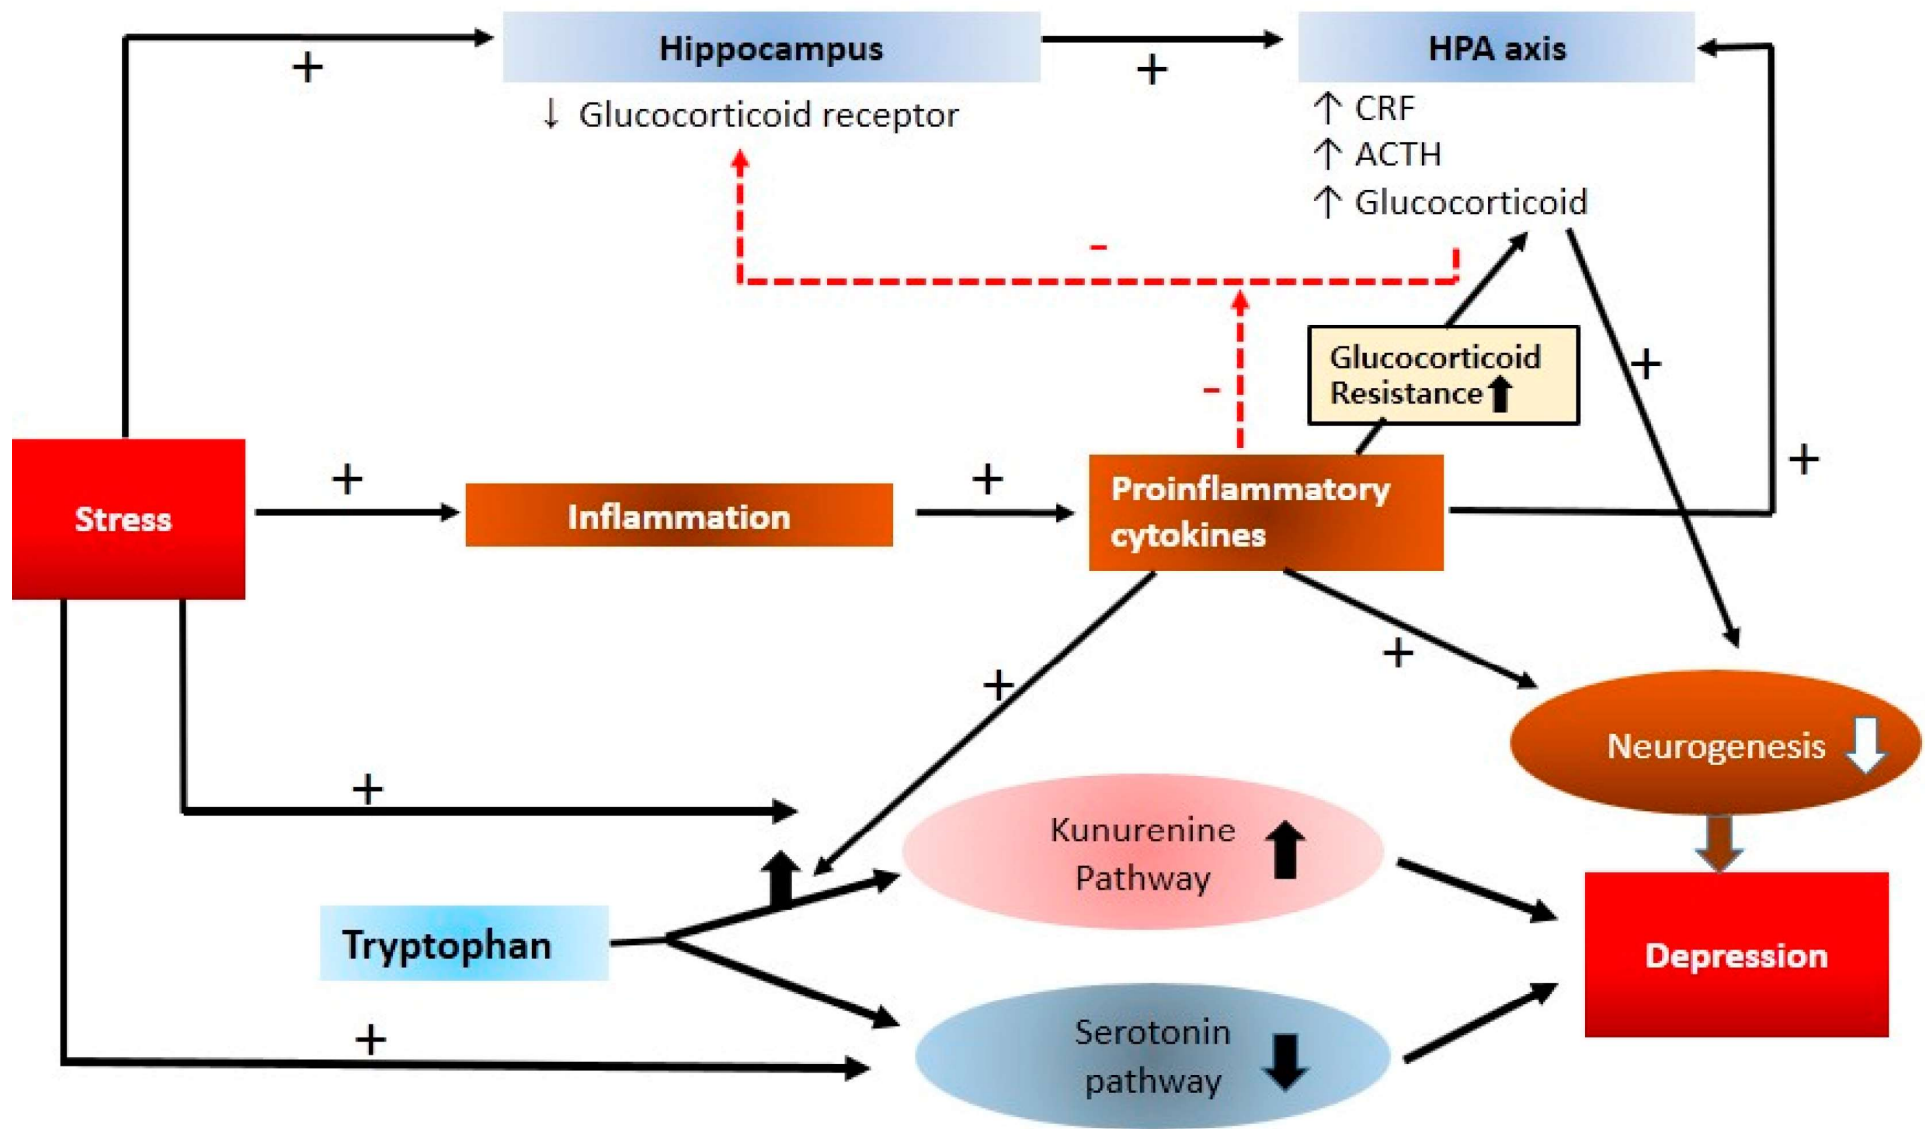 Hippocampus
HPA axis
+
+
↓ Glucocorticoid receptor
↑ CRF
↑ ACTH
↑ Glucocorticoid
-
Glucocorticoid
Resistance
+
-
+
Stress
+
Inflammation
+
Proinflammatory
cytokines
+
+
Neurogenesis
+
Kunurenine
Pathway
Tryptophan
Depression
Serotonin
pathway
+